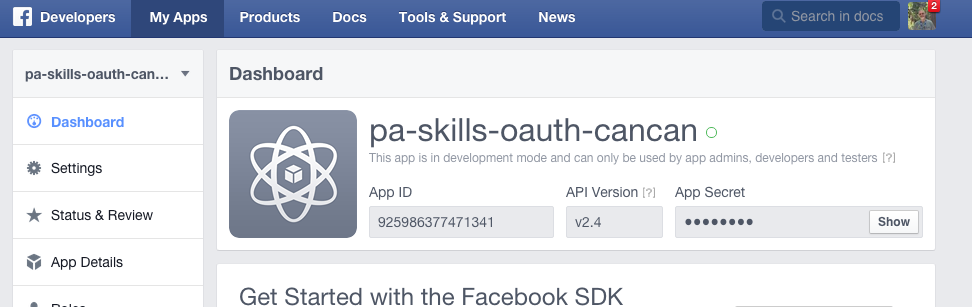 Developers My Apps Products Docs Tools & Support News Search in docs 2
pa-skills-oauth-can...
Dashboard
Settings
Status & Review
App Details
Dashboard
pa-skills-oauth-cancan
This app is in development mode and can only be used by app admins, developers and testers [?]
App ID API Version [?] App Secret
925986377471341 v2.4 ●●●●●●●● Show
Get Started with the Facebook SDK